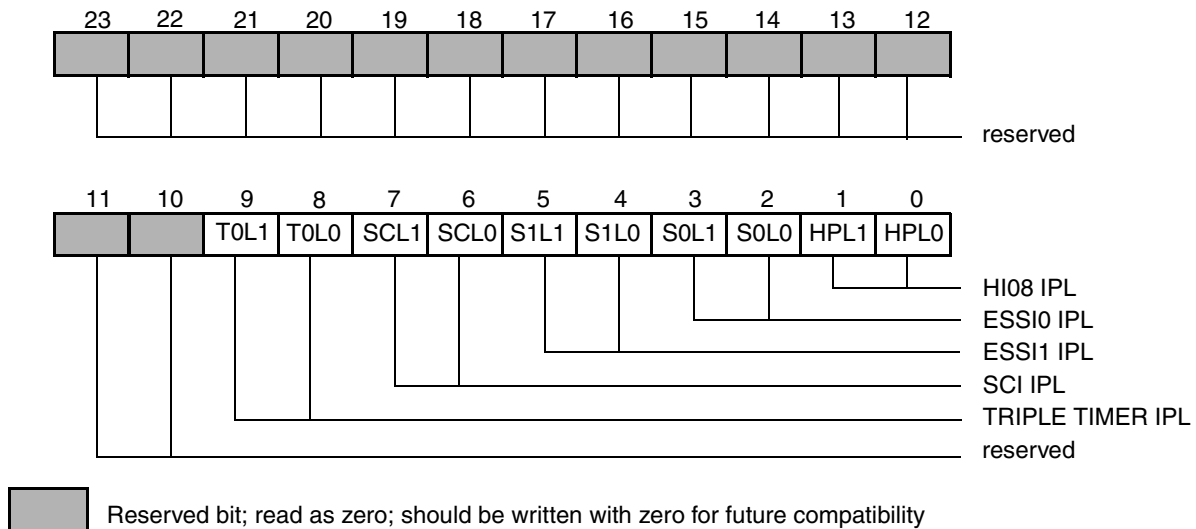 23 22 21 20 19 18 17 16 15 14 13 12
reserved
11 10 9 8 7 6 5 4 3 2 1 0
T0L1 T0L0 SCL1 SCL0 S1L1 S1L0 S0L1 S0L0 HPL1 HPL0
HI08 IPL
ESSI0 IPL
ESSI1 IPL
SCI IPL
TRIPLE TIMER IPL
reserved
Reserved bit; read as zero; should be written with zero for future compatibility